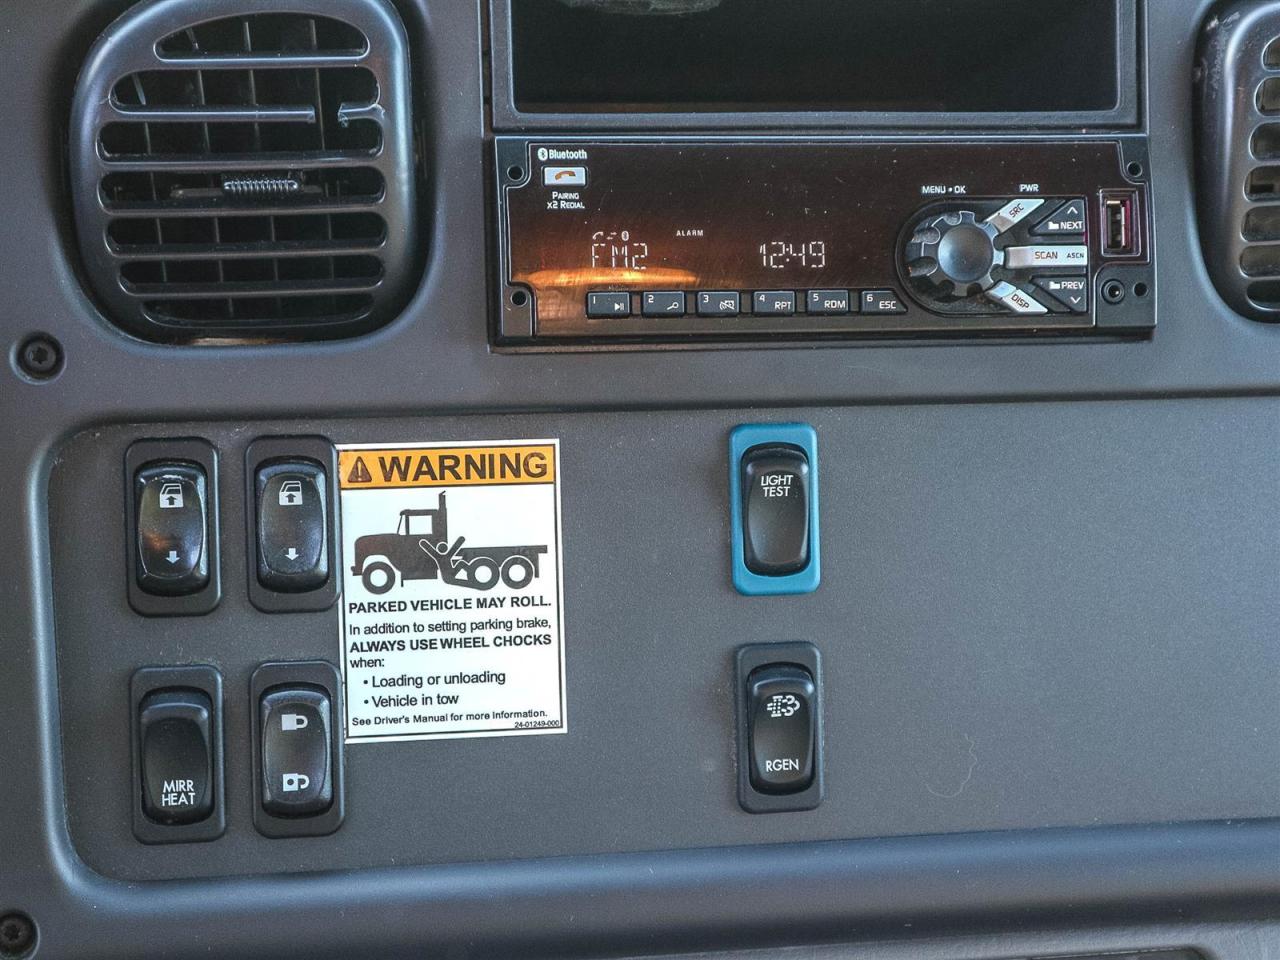 Bluetooth
PAIRING
X2 REDIAL
MENU • OK
PWR
SRC
NEXT
SCAN ASCN
PREV
DISP
ALARM
FM2
12:49
1
2
3
4 RPT
5 RDM
6 ESC
WARNING
PARKED VEHICLE MAY ROLL.
In addition to setting parking brake,
ALWAYS USE WHEEL CHOCKS
when:
• Loading or unloading
• Vehicle in tow
See Driver's Manual for more information.
24-01249-000
LIGHT
TEST
MIRR
HEAT
RGEN